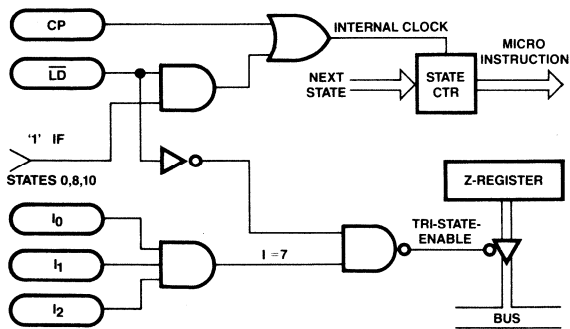 CP
INTERNAL CLOCK
MICRO
INSTRUCTION
LD
NEXT
STATE
STATE
CTR
'1' IF
STATES 0,8,10
Z-REGISTER
I0
TRI-STATE-
ENABLE
I1
I =7
I2
BUS